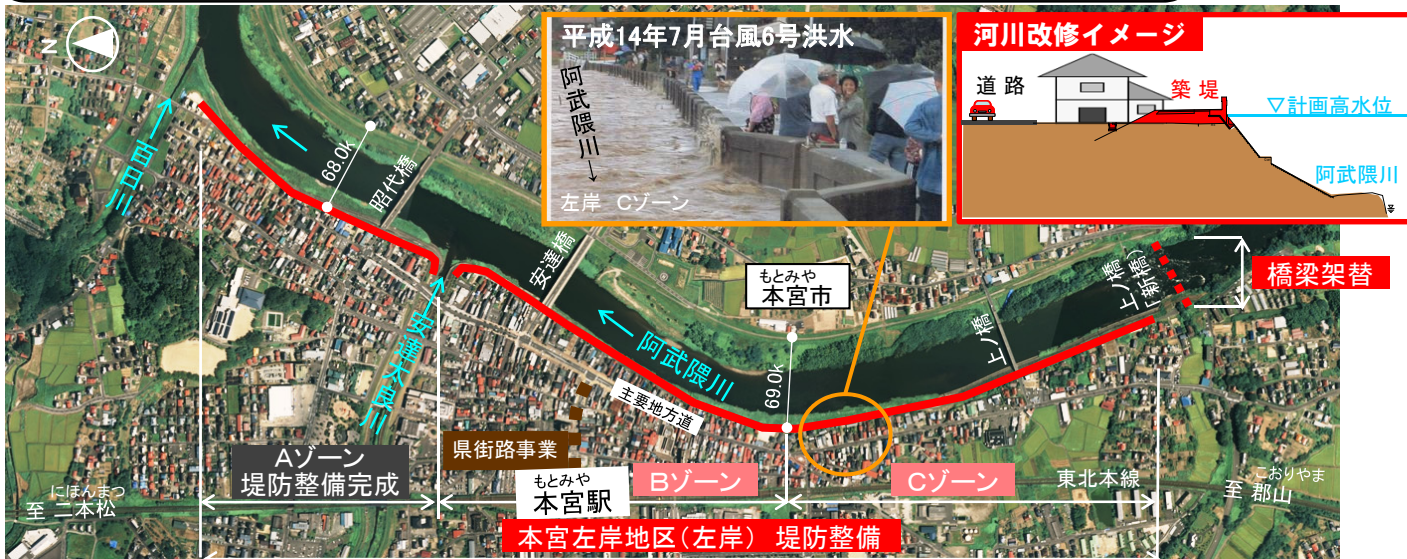 N
平成14年7月台風6号洪水
阿武隈川→
左岸 Cゾーン
河川改修イメージ
道路
築堤
▽計画高水位
阿武隈川
百日川
68.0k
昭代橋
安達橋
もとみや
本宮市
上ノ橋
上ノ橋
「新橋」
橋梁架替
安達太良川
阿武隈川
主要地方道
69.0k
県街路事業
Aゾーン
堤防整備完成
もとみや
本宮駅
Bゾーン
Cゾーン
東北本線
にほんまつ
至 二本松
こおりやま
至 郡山
本宮左岸地区(左岸) 堤防整備